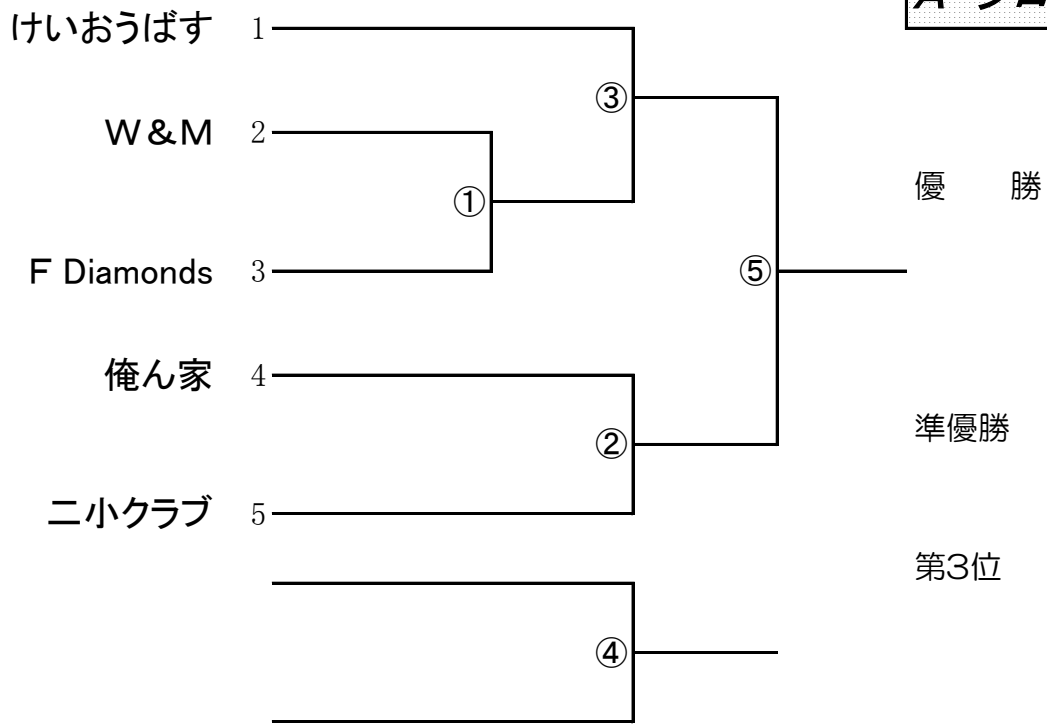 けいおうばす 1
③
W&M 2
優 勝
①
F Diamonds 3
⑤
俺ん家 4
準優勝
②
二小クラブ 5
第3位
④